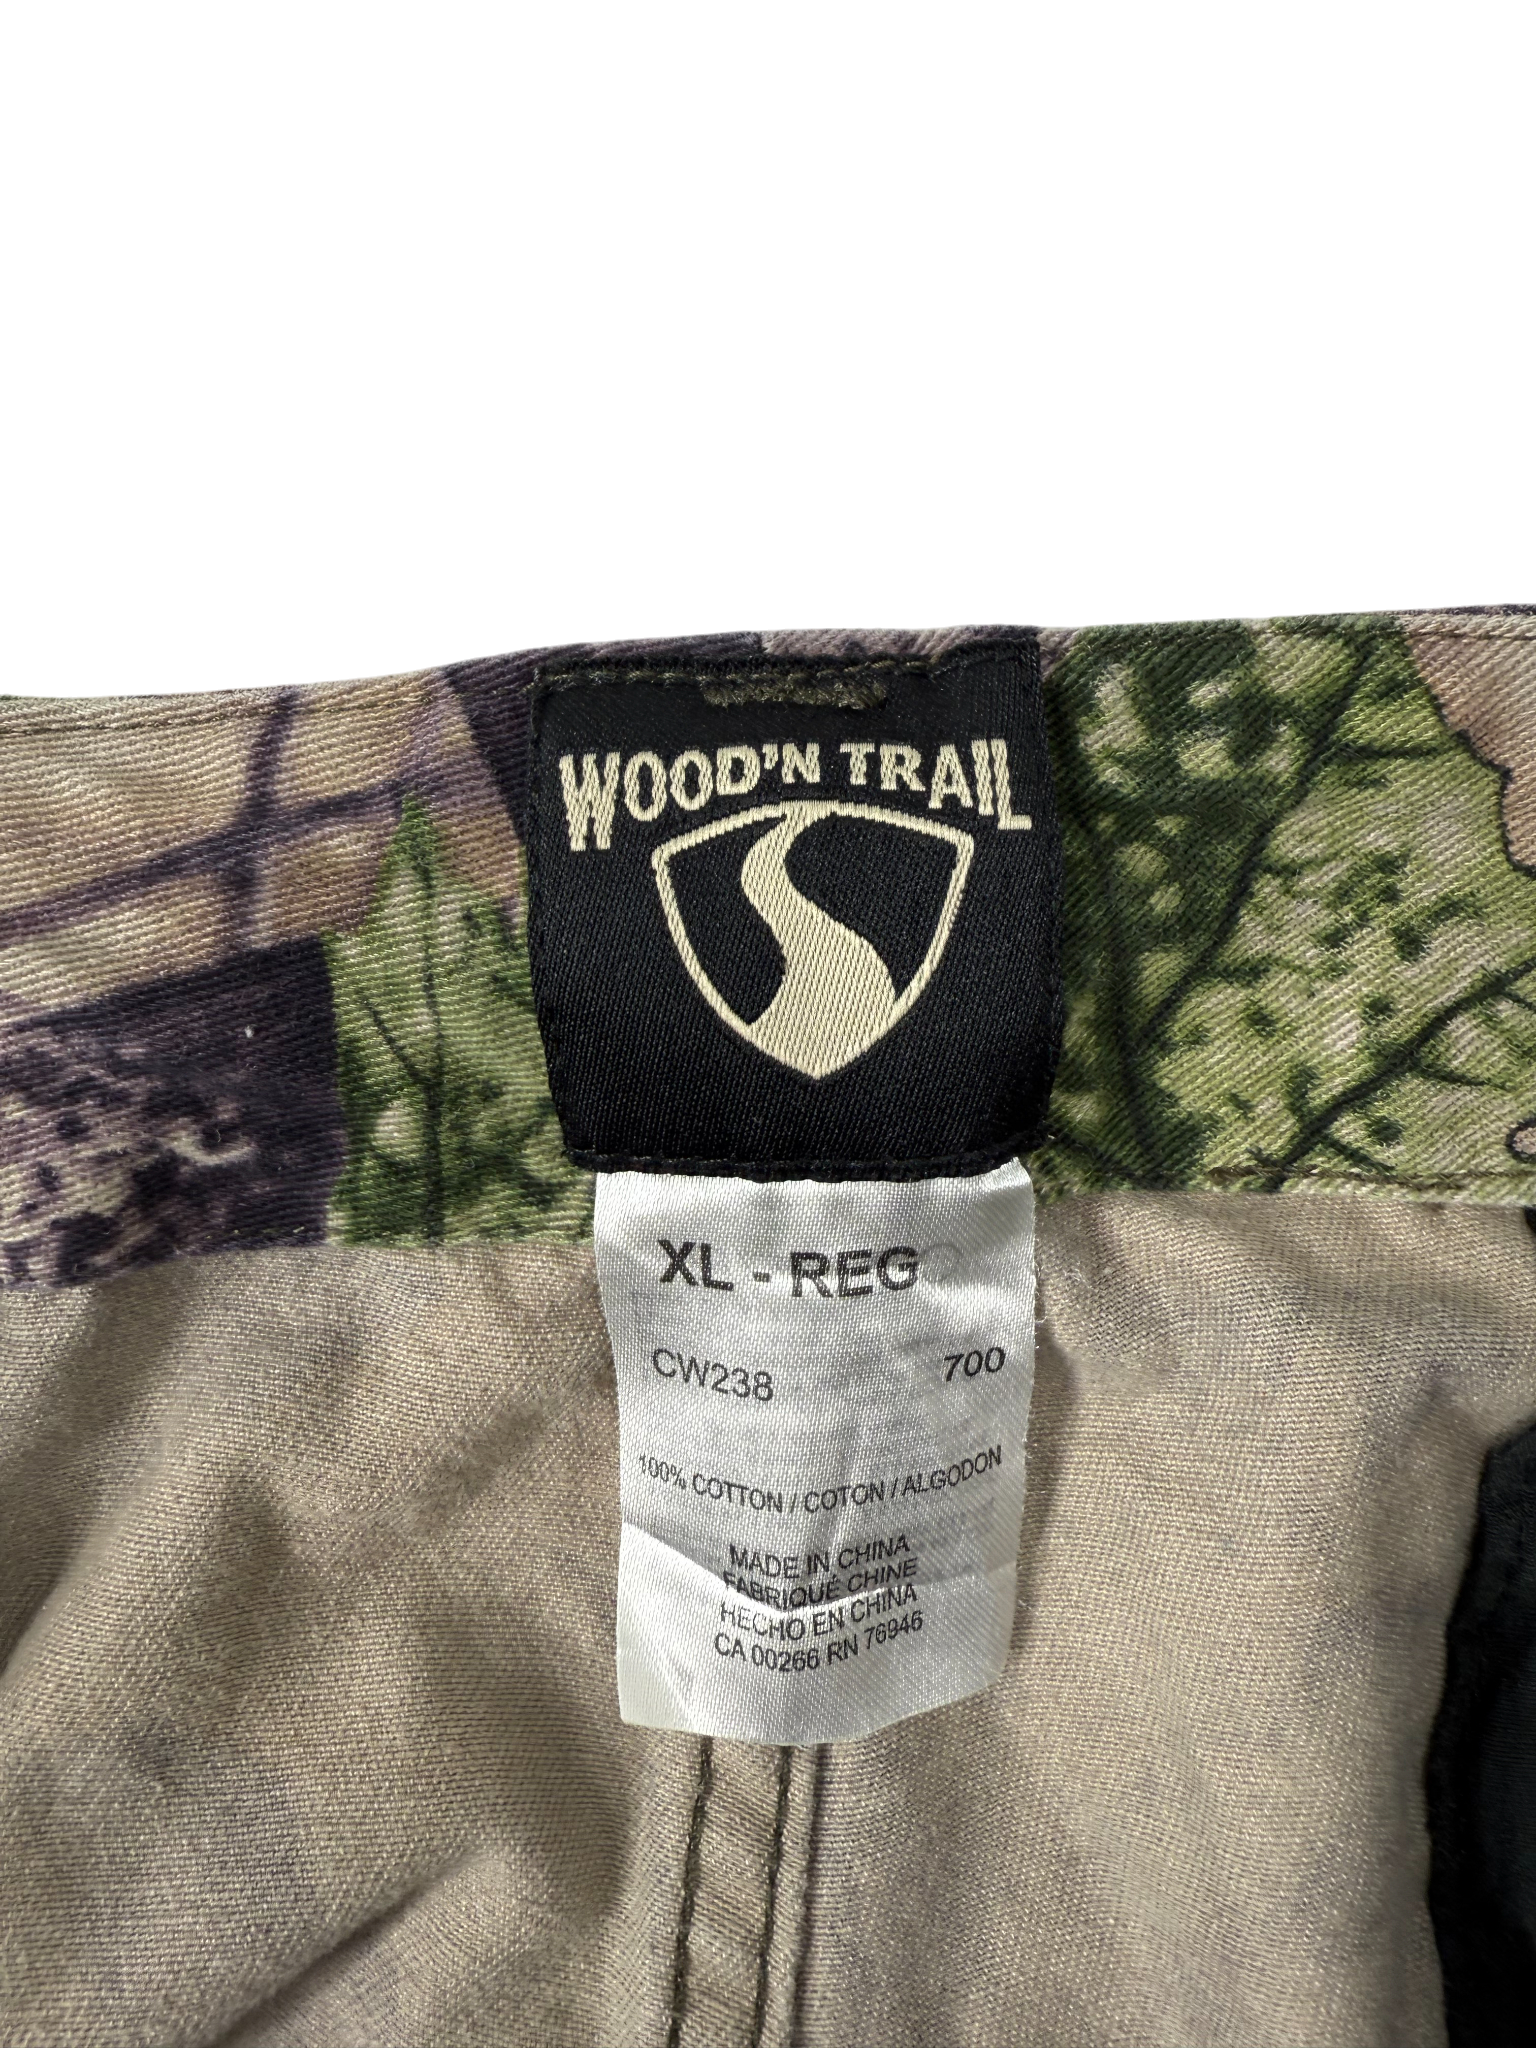 WOOD'N TRAIL
XL - REG
CW238 700
100% COTTON / COTON / ALGODON
MADE IN CHINA
FABRIQUÉ CHINE
HECHO EN CHINA
CA 00266 RN 76946